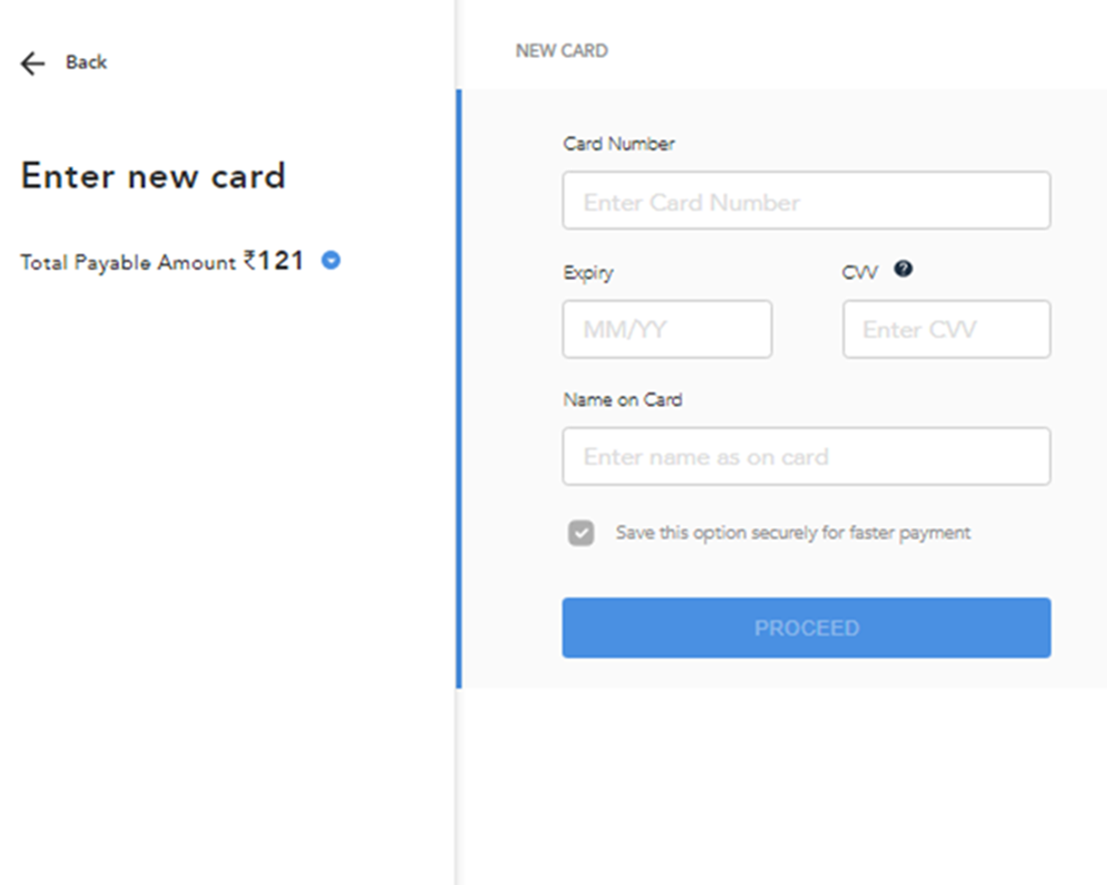 Back
Enter new card
Total Payable Amount ₹121
NEW CARD
Card Number
Enter Card Number
Expiry
CVV ?
MM/YY
Enter CVV
Name on Card
Enter name as on card
Save this option securely for faster payment
PROCEED